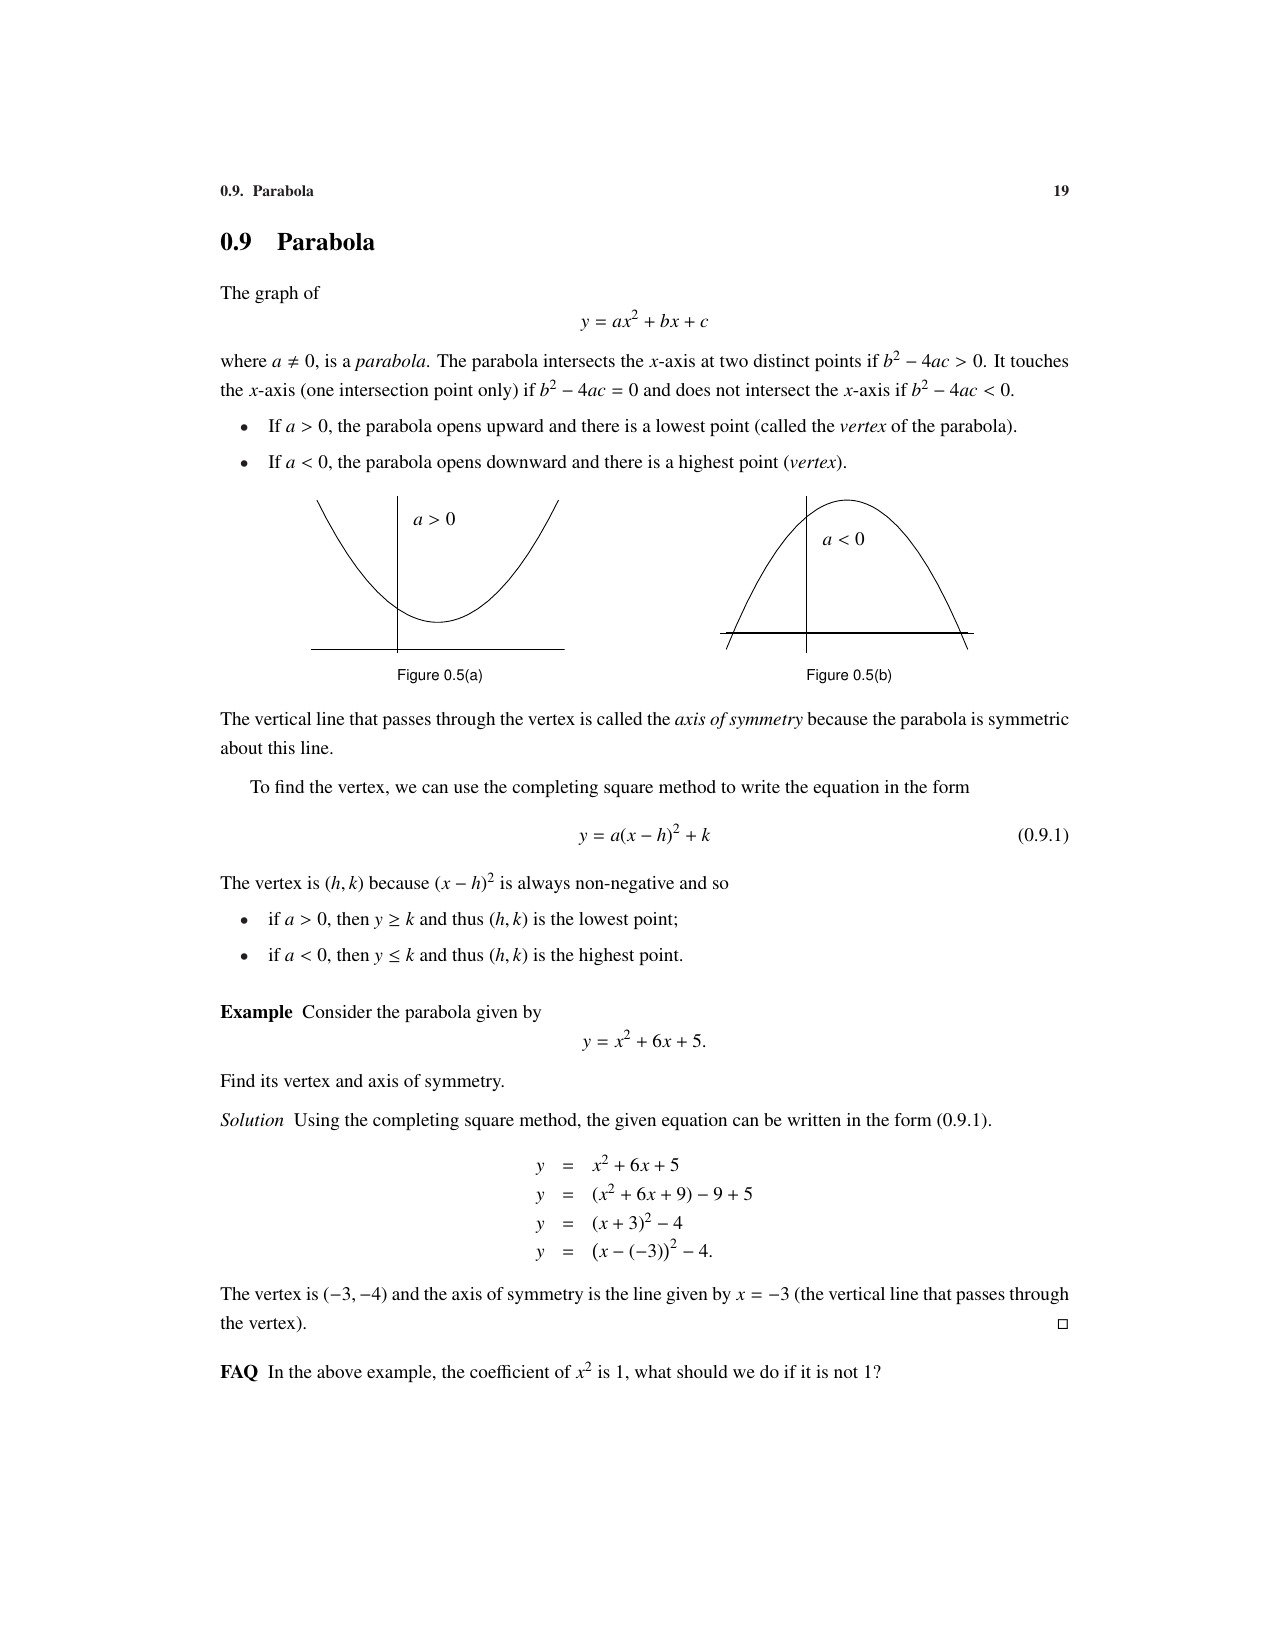 0.9. Parabola 19
0.9 Parabola
The graph of
y = ax² + bx + c
where a ≠ 0, is a parabola. The parabola intersects the x-axis at two distinct points if b² − 4ac > 0. It touches
the x-axis (one intersection point only) if b² − 4ac = 0 and does not intersect the x-axis if b² − 4ac < 0.
• If a > 0, the parabola opens upward and there is a lowest point (called the vertex of the parabola).
• If a < 0, the parabola opens downward and there is a highest point (vertex).
a > 0
a < 0
Figure 0.5(a) Figure 0.5(b)
The vertical line that passes through the vertex is called the axis of symmetry because the parabola is symmetric
about this line.
To find the vertex, we can use the completing square method to write the equation in the form
y = a(x − h)² + k (0.9.1)
The vertex is (h, k) because (x − h)² is always non-negative and so
• if a > 0, then y ≥ k and thus (h, k) is the lowest point;
• if a < 0, then y ≤ k and thus (h, k) is the highest point.
Example Consider the parabola given by
y = x² + 6x + 5.
Find its vertex and axis of symmetry.
Solution Using the completing square method, the given equation can be written in the form (0.9.1).
y = x² + 6x + 5
y = (x² + 6x + 9) − 9 + 5
y = (x + 3)² − 4
y = (x − (−3))² − 4.
The vertex is (−3, −4) and the axis of symmetry is the line given by x = −3 (the vertical line that passes through
the vertex). □
FAQ In the above example, the coefficient of x² is 1, what should we do if it is not 1?